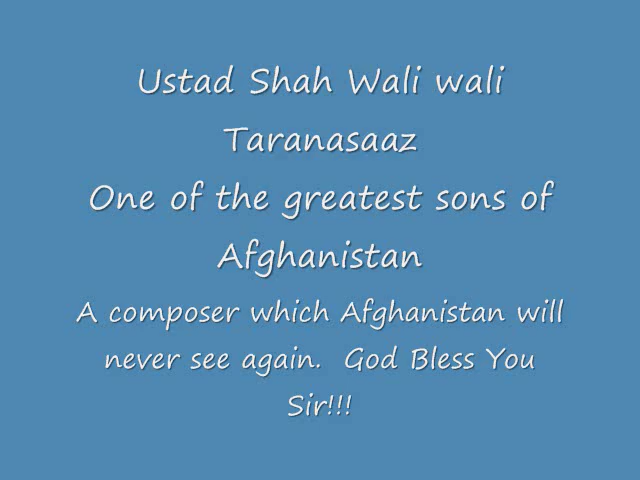 Ustad Shah Wali wali
Taranasaaz
One of the greatest sons of
Afghanistan
A composer which Afghanistan will
never see again.  God Bless You
Sir!!!